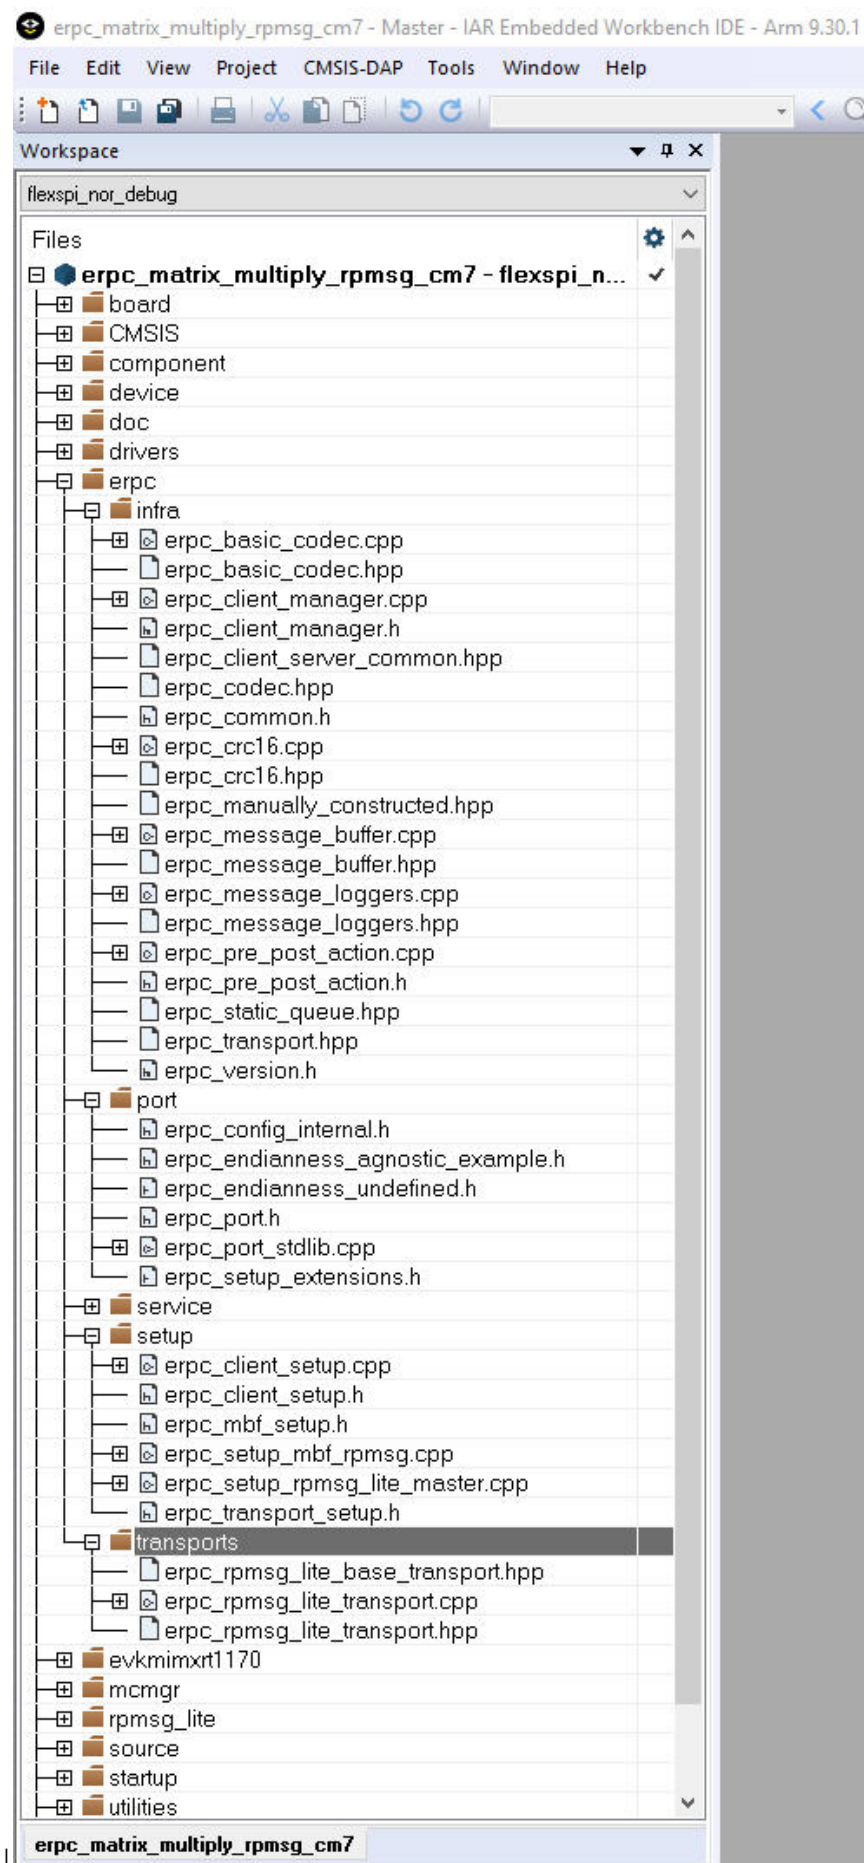 erpc_matrix_multiply_rpmsg_cm7 - Master - IAR Embedded Workbench IDE - Arm 9.30.1
File Edit View Project CMSIS-DAP Tools Window Help
Workspace
flexspi_nor_debug
Files
erpc_matrix_multiply_rpmsg_cm7 - flexspi_n...
board
CMSIS
component
device
doc
drivers
erpc
infra
erpc_basic_codec.cpp
erpc_basic_codec.hpp
erpc_client_manager.cpp
erpc_client_manager.h
erpc_client_server_common.hpp
erpc_codec.hpp
erpc_common.h
erpc_crc16.cpp
erpc_crc16.hpp
erpc_manually_constructed.hpp
erpc_message_buffer.cpp
erpc_message_buffer.hpp
erpc_message_loggers.cpp
erpc_message_loggers.hpp
erpc_pre_post_action.cpp
erpc_pre_post_action.h
erpc_static_queue.hpp
erpc_transport.hpp
erpc_version.h
port
erpc_config_internal.h
erpc_endianness_agnostic_example.h
erpc_endianness_undefined.h
erpc_port.h
erpc_port_stdlib.cpp
erpc_setup_extensions.h
service
setup
erpc_client_setup.cpp
erpc_client_setup.h
erpc_mbf_setup.h
erpc_setup_mbf_rpmsg.cpp
erpc_setup_rpmsg_lite_master.cpp
erpc_transport_setup.h
transports
erpc_rpmsg_lite_base_transport.hpp
erpc_rpmsg_lite_transport.cpp
erpc_rpmsg_lite_transport.hpp
evkmimxrt1170
mcmgr
rpmsg_lite
source
startup
utilities
erpc_matrix_multiply_rpmsg_cm7